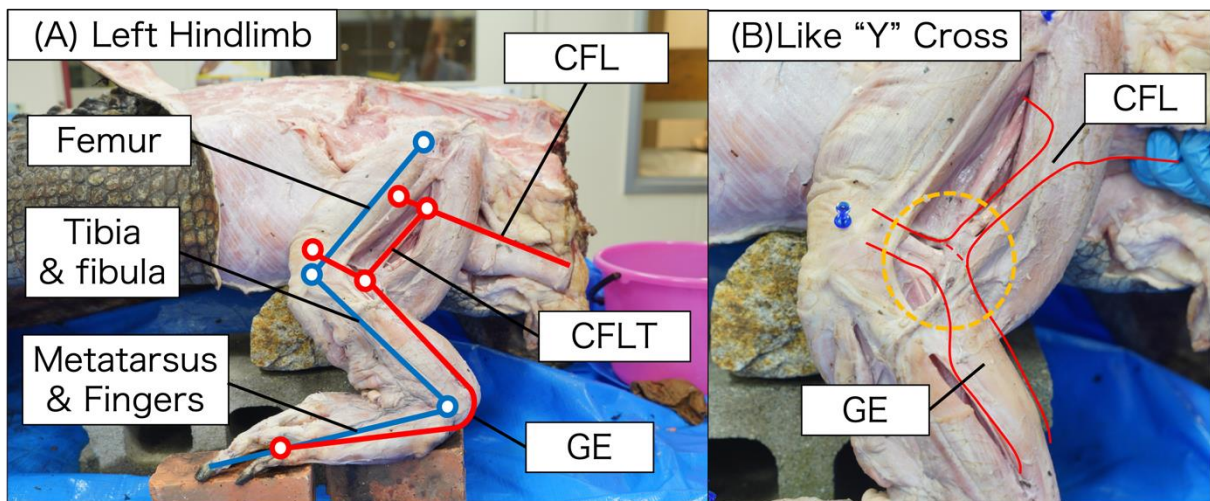 (A) Left Hindlimb
CFL
Femur
Tibia
& fibula
CFLT
Metatarsus
& Fingers
GE
(B)Like “Y” Cross
CFL
GE